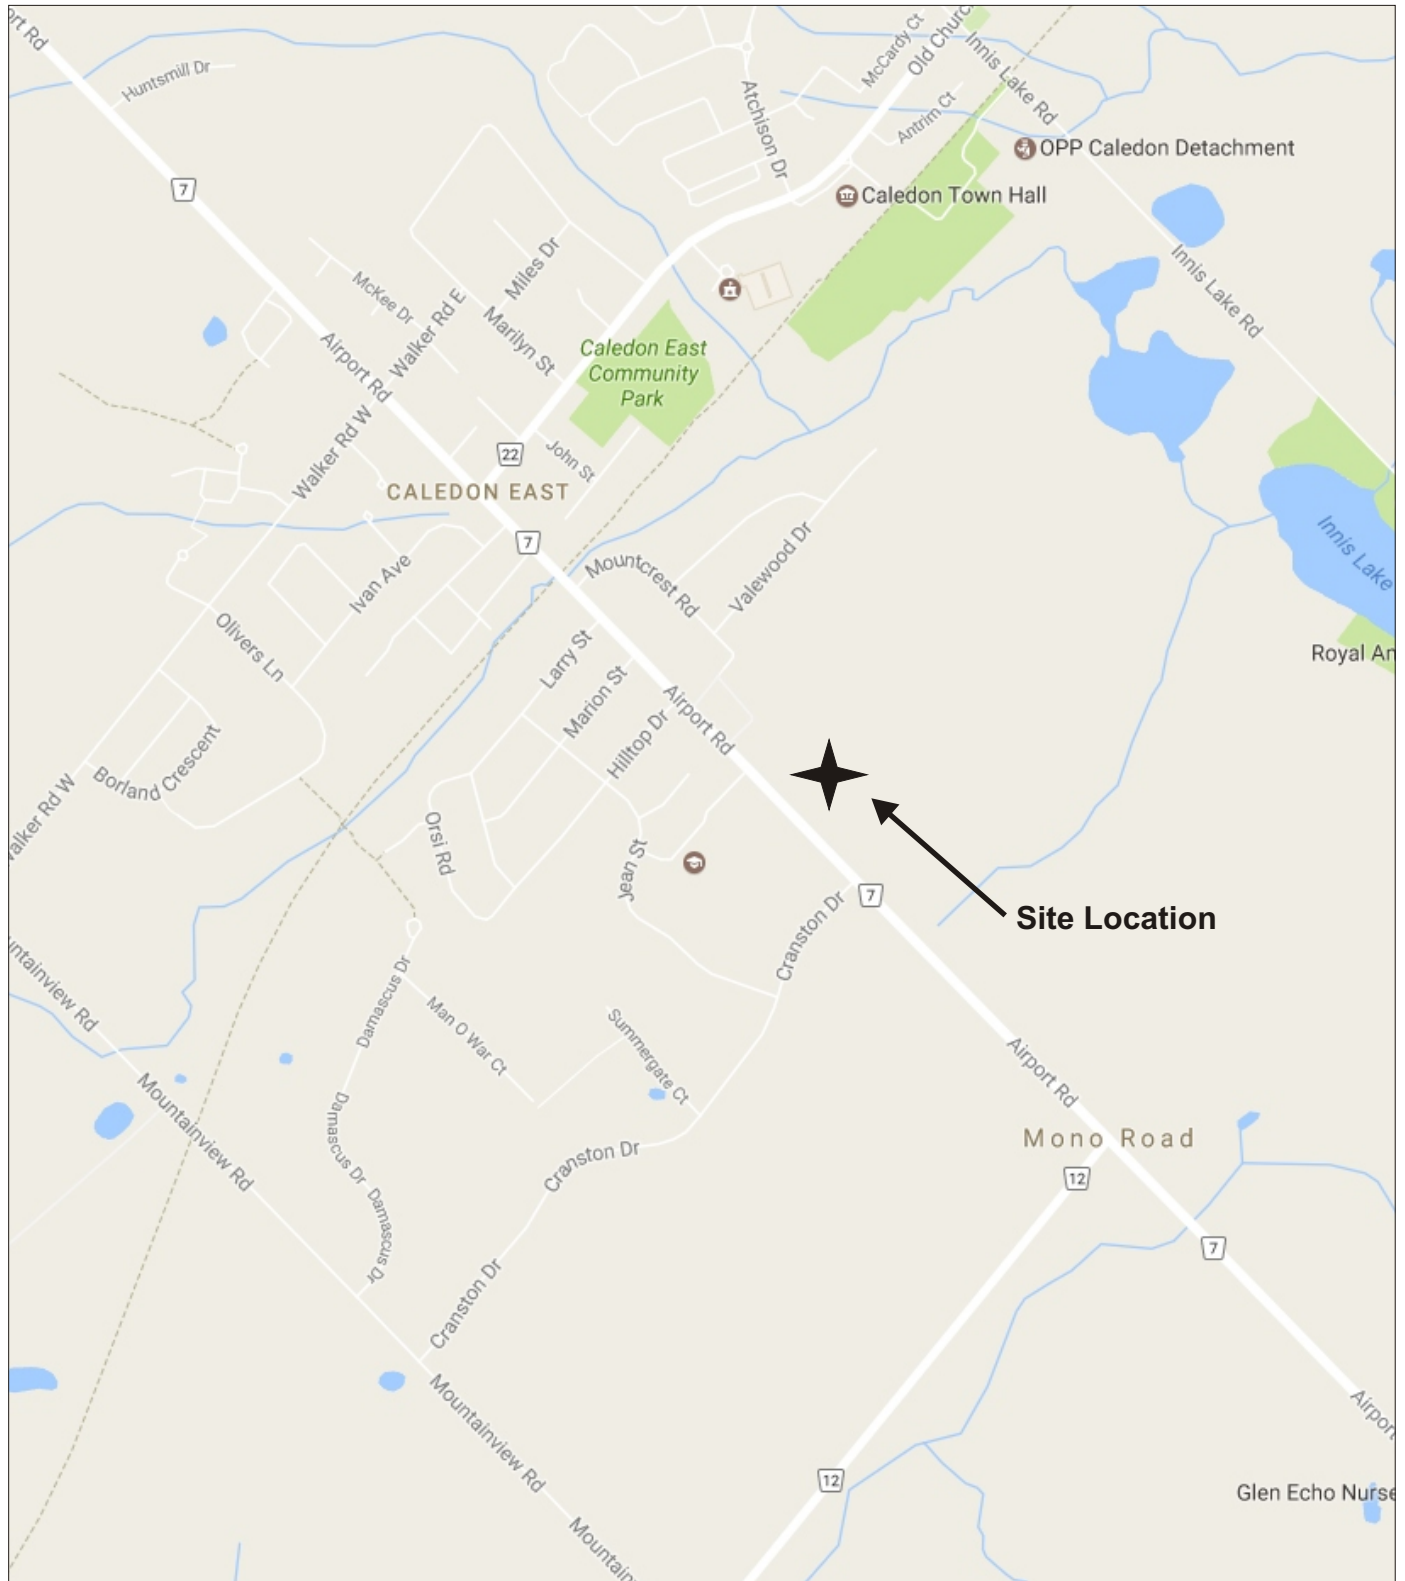 ort Rd
Huntsmill Dr
McCardy Ct
Old Churc
Innis Lake Rd
Atchison Dr
Antrim Ct
OPP Caledon Detachment
7
Caledon Town Hall
Miles Dr
McKee Dr
Walker Rd E
Marilyn St
Innis Lake Rd
Airport Rd
Caledon East
Community
Park
Walker Rd W
22
John St
CALEDON EAST
7
Innis Lake
Mountcrest Rd
Valewood Dr
Ivan Ave
Olivers Ln
Larry St
Marion St
Hilltop Dr
Airport Rd
Royal An
Borland Crescent
alker Rd W
Orsi Rd
Jean St
7
Cranston Dr
Site Location
untainview Rd
Damascus Dr
Man O War Ct
Summergate Ct
Airport Rd
Mountainview Rd
Damascus Dr
Mono Road
Cranston Dr
12
Damascus Dr
7
Cranston Dr
Mountainview Rd
Airport
12
Glen Echo Nurse
Mountain